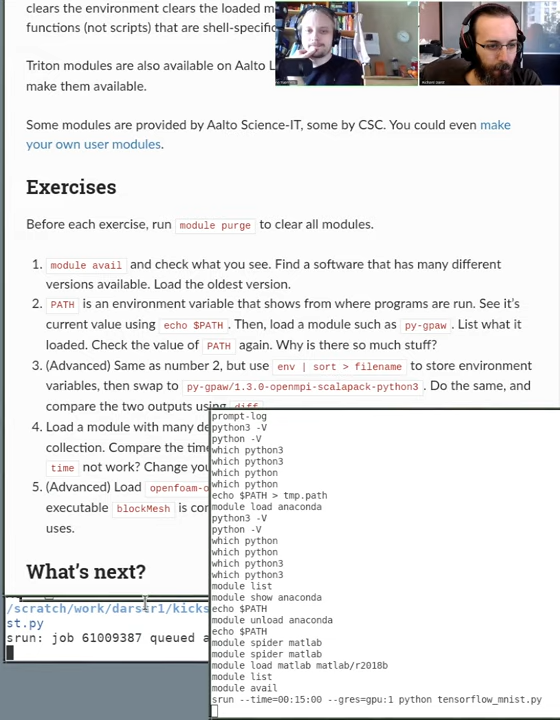 clears the environment clears the loaded m
functions (not scripts) that are shell-specific
Triton modules are also available on Aalto L
make them available.
Some modules are provided by Aalto Science-IT, some by CSC. You could even make
your own user modules.
Exercises
Before each exercise, run module purge to clear all modules.
1. module avail and check what you see. Find a software that has many different
versions available. Load the oldest version.
2. PATH is an environment variable that shows from where programs are run. See it's
current value using echo $PATH . Then, load a module such as py-gpaw . List what it
loaded. Check the value of PATH again. Why is there so much stuff?
3. (Advanced) Same as number 2, but use env | sort > filename to store environment
variables, then swap to py-gpaw/1.3.0-openmpi-scalapack-python3 . Do the same, and
compare the two outputs using diff
4. Load a module with many de
collection. Compare the time
time not work? Change you
5. (Advanced) Load openfoam-o
executable blockMesh is con
uses.
What's next?
/scratch/work/darstr1/kicks
st.py
srun: job 61009387 queued a
prompt-log
python3 -V
python -V
which python3
which python3
which python
which python
echo $PATH > tmp.path
module load anaconda
python3 -V
python -V
which python
which python
which python3
which python3
module list
module show anaconda
echo $PATH
module unload anaconda
echo $PATH
module spider matlab
module spider matlab
module load matlab matlab/r2018b
module list
module avail
srun --time=00:15:00 --gres=gpu:1 python tensorflow_mnist.py